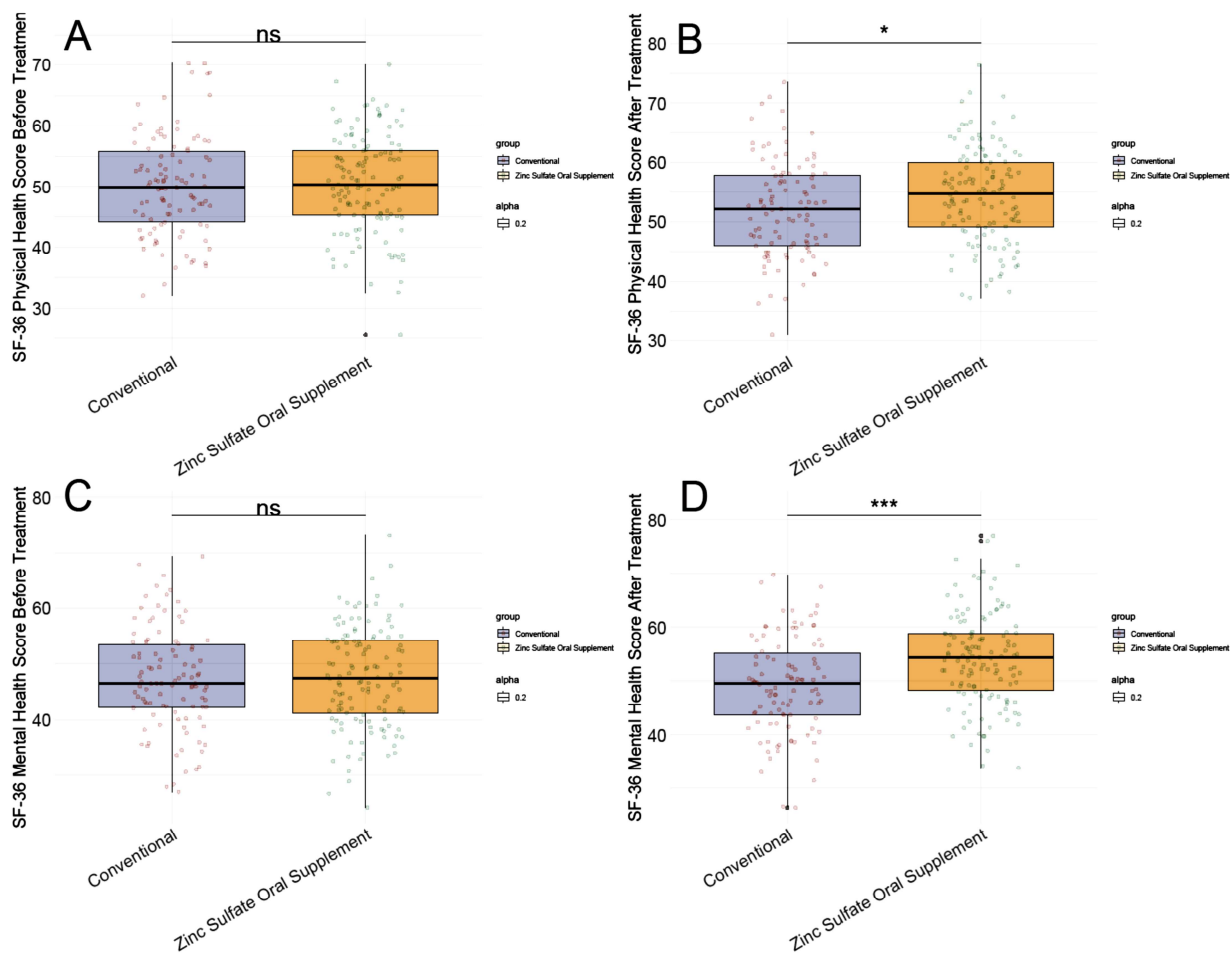 A
ns
SF-36 Physical Health Score Before Treatment
70
60
50
40
30
Conventional
Zinc Sulfate Oral Supplement
group
Conventional
Zinc Sulfate Oral Supplement
alpha
0.2
B
*
SF-36 Physical Health Score After Treatment
80
70
60
50
40
30
Conventional
Zinc Sulfate Oral Supplement
group
Conventional
Zinc Sulfate Oral Supplement
alpha
0.2
C
ns
SF-36 Mental Health Score Before Treatment
80
60
40
Conventional
Zinc Sulfate Oral Supplement
group
Conventional
Zinc Sulfate Oral Supplement
alpha
0.2
D
***
SF-36 Mental Health Score After Treatment
80
60
40
Conventional
Zinc Sulfate Oral Supplement
group
Conventional
Zinc Sulfate Oral Supplement
alpha
0.2